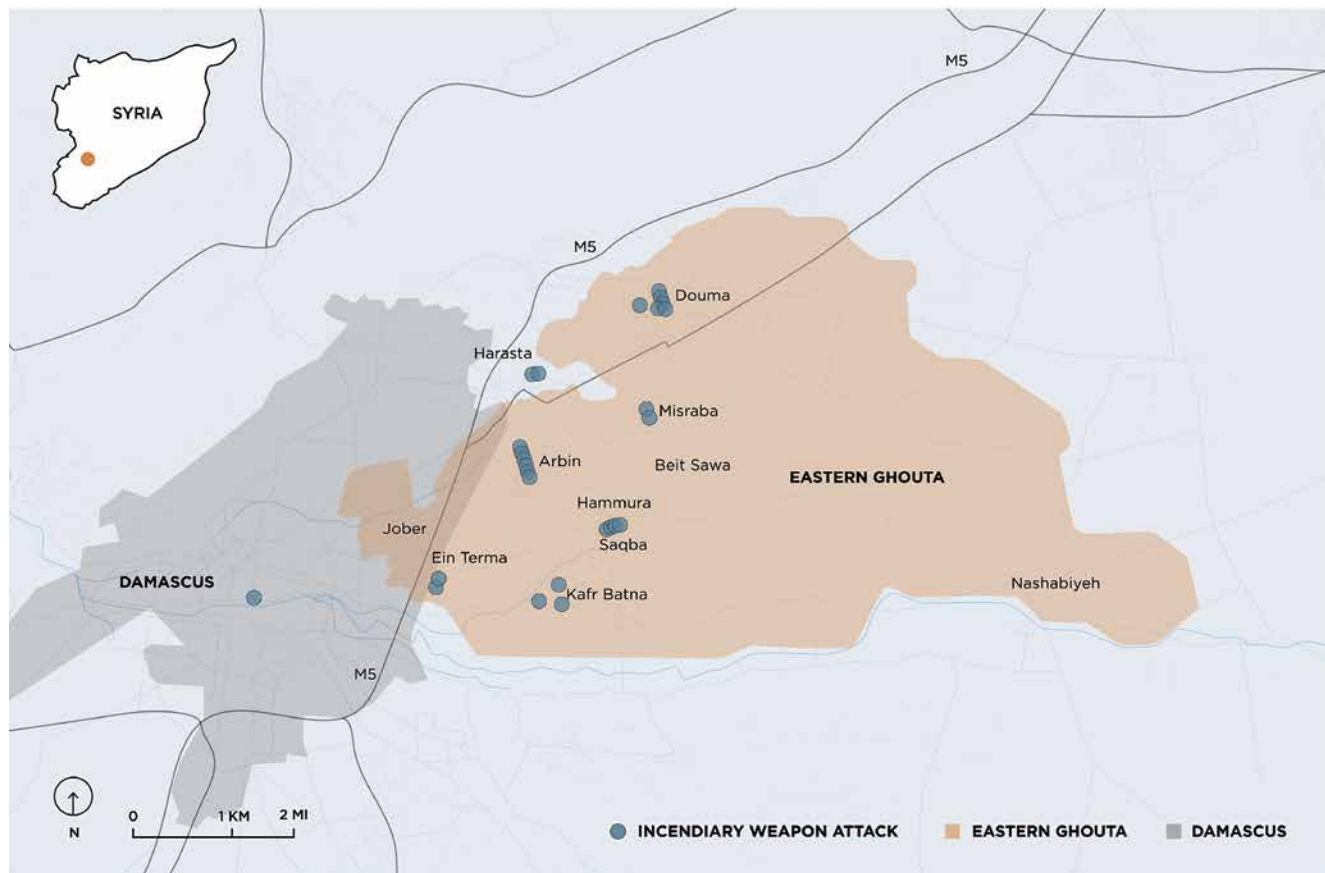 SYRIA
M5
M5
Douma
Harasta
Misraba
Arbin
Beit Sawa
EASTERN GHOUTA
Hammura
Jober
Saqba
Ein Terma
DAMASCUS
Kafr Batna
Nashabiyeh
M5
0 1 KM 2 MI
N
INCENDIARY WEAPON ATTACK
EASTERN GHOUTA
DAMASCUS